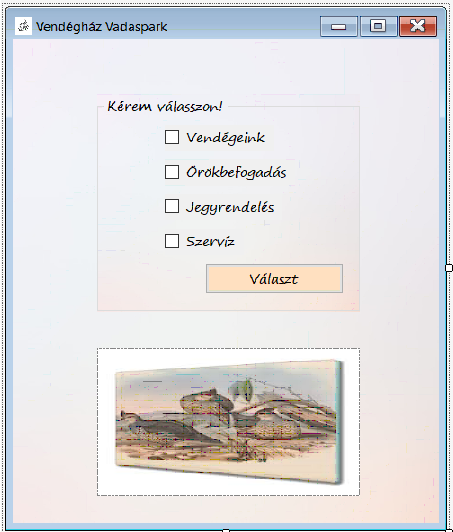 Vendégház Vadaspark
Kérem válasszon!
Vendégeink
Örökbefogadás
Jegyrendelés
Szervíz
Választ